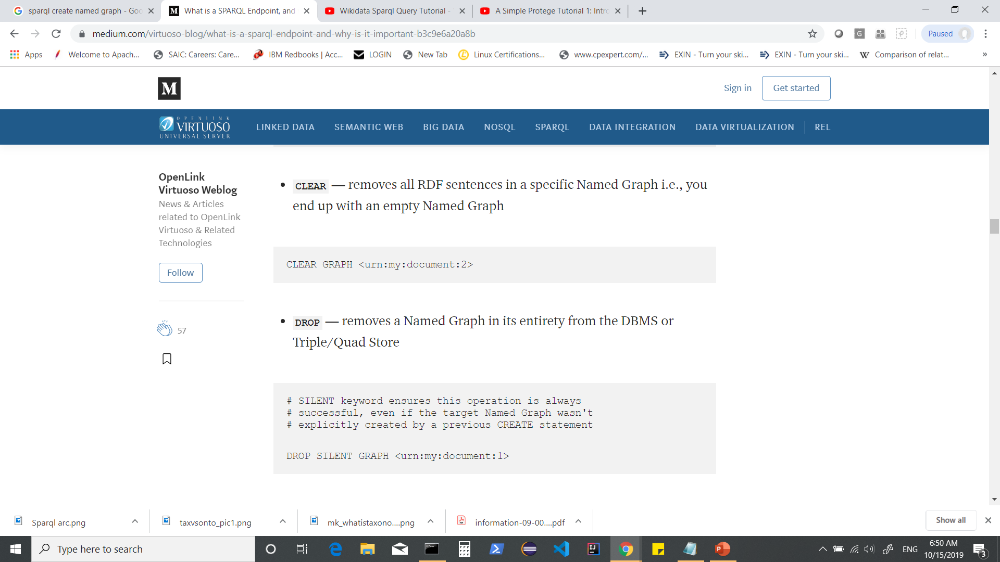 sparql create named graph - Goo
What is a SPARQL Endpoint, and
Wikidata Sparql Query Tutorial -
A Simple Protege Tutorial 1: Intro
medium.com/virtuoso-blog/what-is-a-sparql-endpoint-and-why-is-it-important-b3c9e6a20a8b
G
Paused
Apps
Welcome to Apach...
SAIC: Careers: Care...
IBM Redbooks | Acc...
LOGIN
New Tab
Linux Certifications...
www.cpexpert.com/...
EXIN - Turn your ski...
EXIN - Turn your ski...
W Comparison of relat...
»
M
Sign in
Get started
OPENLINK
VIRTUOSO
UNIVERSAL SERVER
LINKED DATA
SEMANTIC WEB
BIG DATA
NOSQL
SPARQL
DATA INTEGRATION
DATA VIRTUALIZATION
REL
OpenLink
Virtuoso Weblog
News & Articles
related to OpenLink
Virtuoso & Related
Technologies
Follow
57
• CLEAR — removes all RDF sentences in a specific Named Graph i.e., you
end up with an empty Named Graph
CLEAR GRAPH <urn:my:document:2>
• DROP — removes a Named Graph in its entirety from the DBMS or
Triple/Quad Store
# SILENT keyword ensures this operation is always
# successful, even if the target Named Graph wasn't
# explicitly created by a previous CREATE statement
DROP SILENT GRAPH <urn:my:document:1>
Sparql arc.png
taxvsonto_pic1.png
mk_whatistaxono....png
information-09-00....pdf
Show all
Type here to search
ENG
6:50 AM
10/15/2019
3